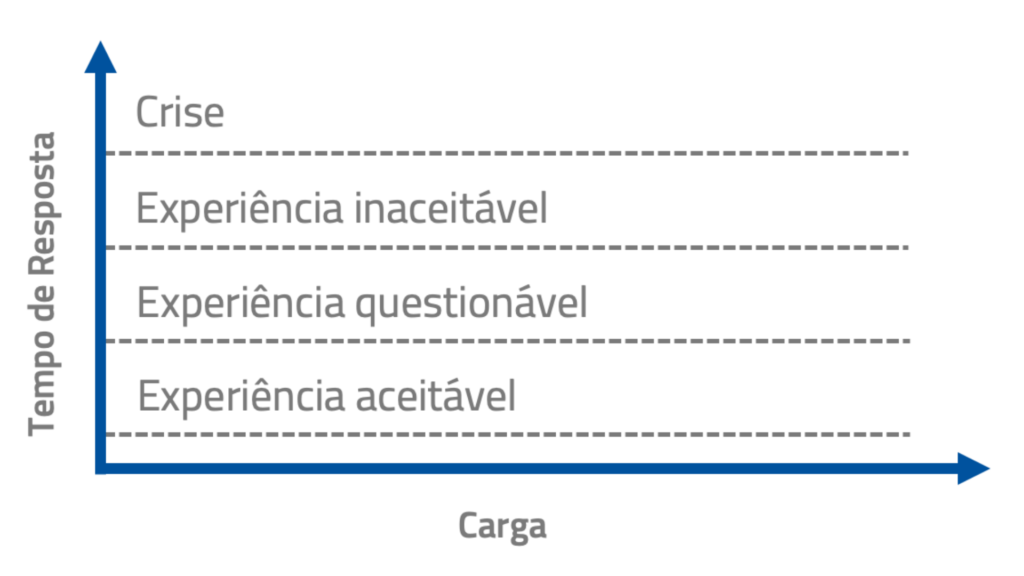 Tempo de Resposta
Crise
Experiência inaceitável
Experiência questionável
Experiência aceitável
Carga